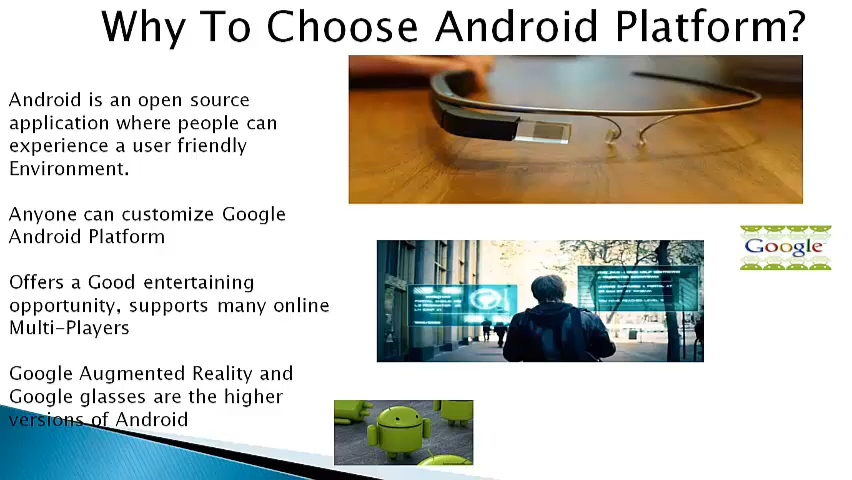 Why To Choose Android Platform?
Android is an open source
application where people can
experience a user friendly
Environment.
Anyone can customize Google
Android Platform
Offers a Good entertaining
opportunity, supports many online
Multi-Players
Google Augmented Reality and
Google glasses are the higher
versions of Android
Google